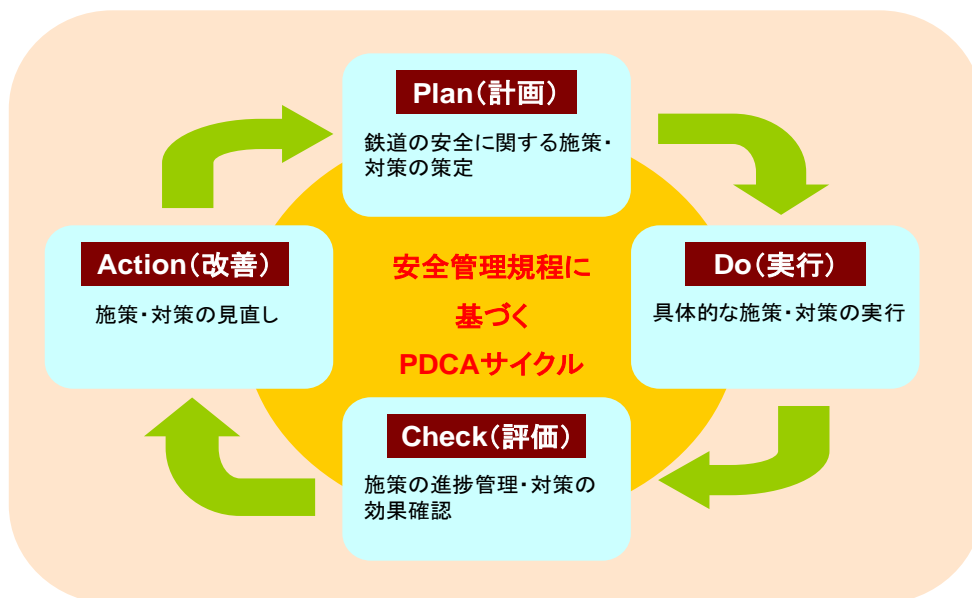 Plan(計画)
鉄道の安全に関する施策・
対策の策定
Action(改善)
施策・対策の見直し
安全管理規程に
基づく
PDCAサイクル
Do(実行)
具体的な施策・対策の実行
Check(評価)
施策の進捗管理・対策の
効果確認